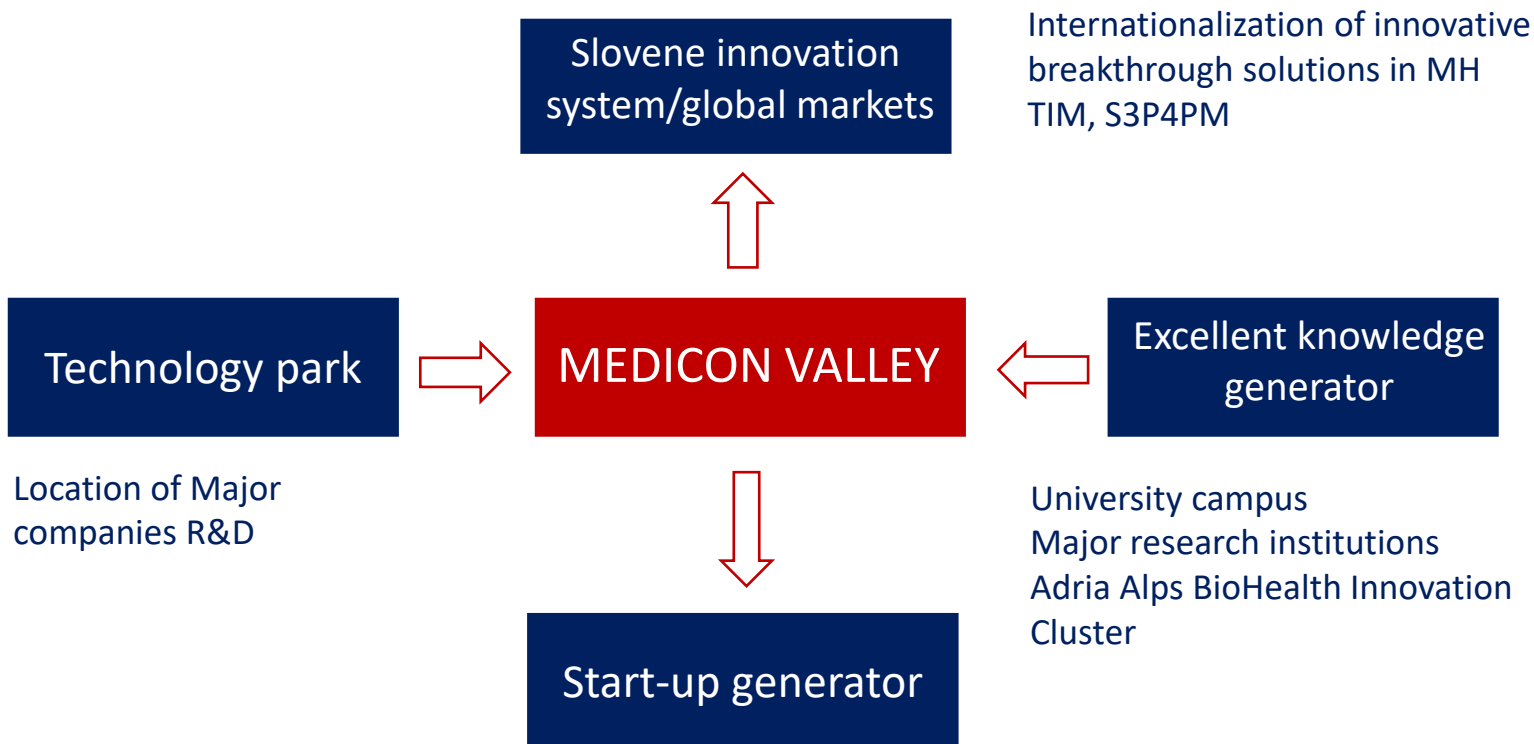 Slovene innovation
system/global markets
Internationalization of innovative
breakthrough solutions in MH
TIM, S3P4PM
Technology park
MEDICON VALLEY
Excellent knowledge
generator
Location of Major
companies R&D
University campus
Major research institutions
Adria Alps BioHealth Innovation
Cluster
Start-up generator